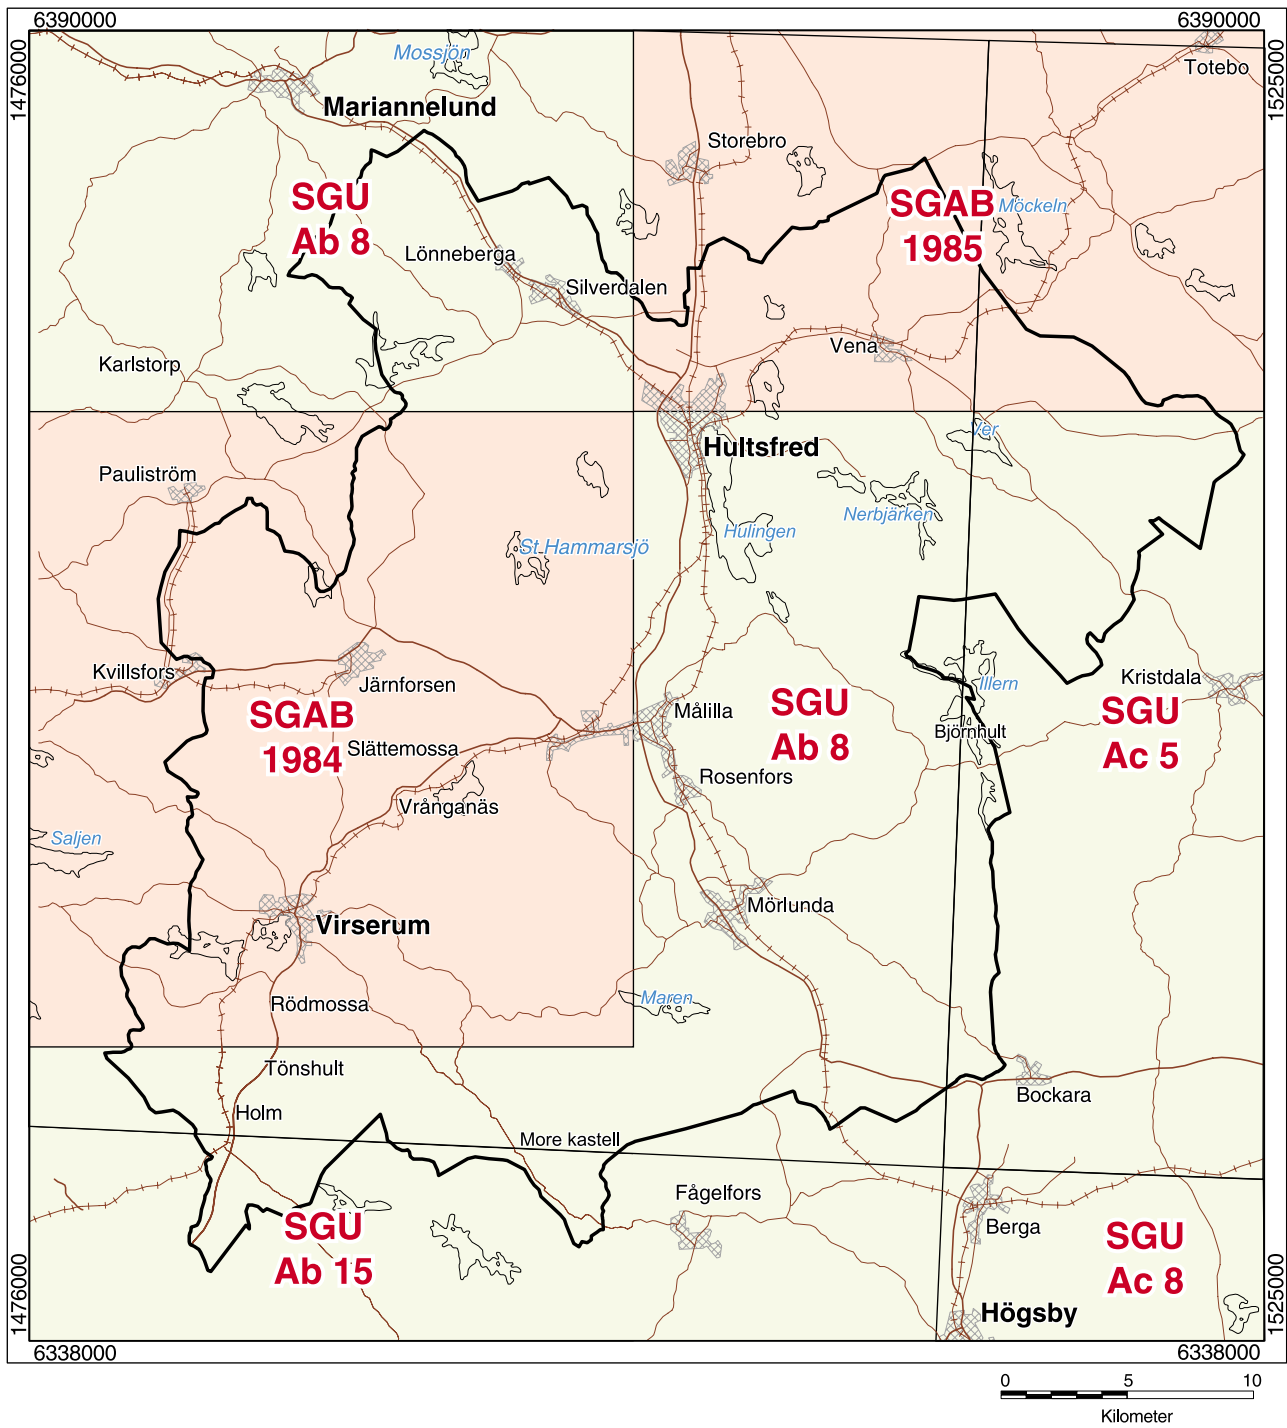 6390000
6390000
1476000
1525000
Mossjön
Totebo
Mariannelund
Storebro
SGU
Ab 8
SGAB
1985
Möckeln
Lönneberga
Silverdalen
Vena
Karlstorp
Ver
Hultsfred
Pauliström
Nerbjärken
Hulingen
St.Hammarsjö
Kvillsfors
Järnforsen
Illern
Kristdala
SGAB
1984
SGU
Ab 8
SGU
Ac 5
Målilla
Björnhult
Slättemossa
Rosenfors
Vrånganäs
Saljen
Mörlunda
Virserum
Maren
Rödmossa
Tönshult
Bockara
Holm
More kastell
Fågelfors
SGU
Ab 15
Berga
SGU
Ac 8
Högsby
1476000
1525000
6338000
6338000
0 5 10
Kilometer